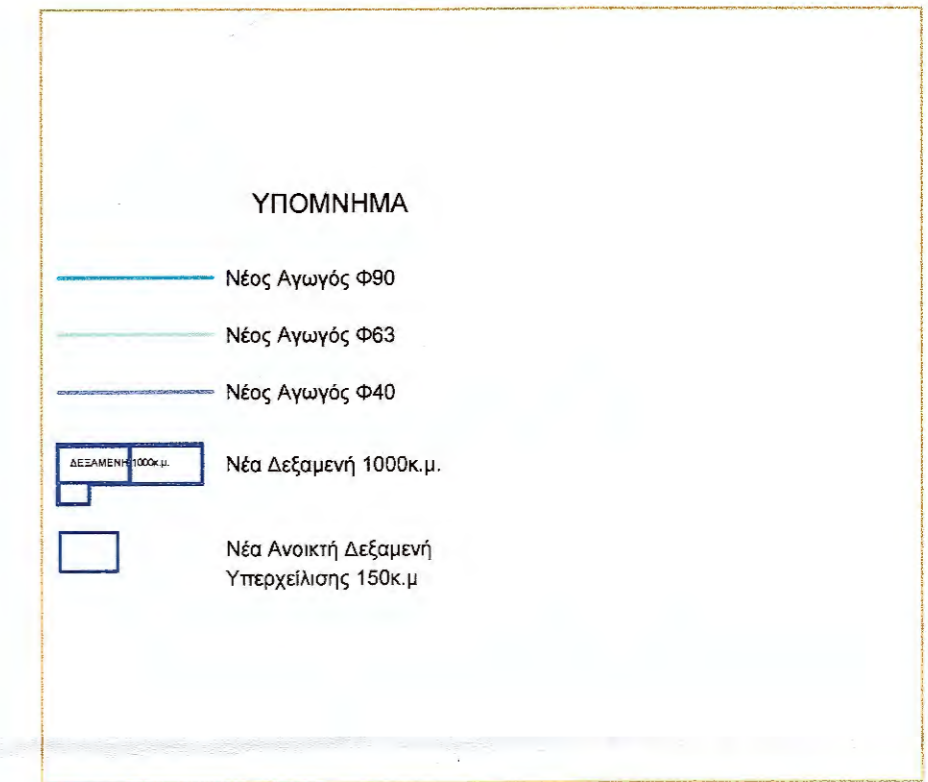 ΥΠΟΜΝΗΜΑ
Νέος Αγωγός Φ90
Νέος Αγωγός Φ63
Νέος Αγωγός Φ40
ΔΕΞΑΜΕΝΗ 1000κ.μ.
Νέα Δεξαμενή 1000κ.μ.
Νέα Ανοικτή Δεξαμενή
Υπερχείλισης 150κ.μ